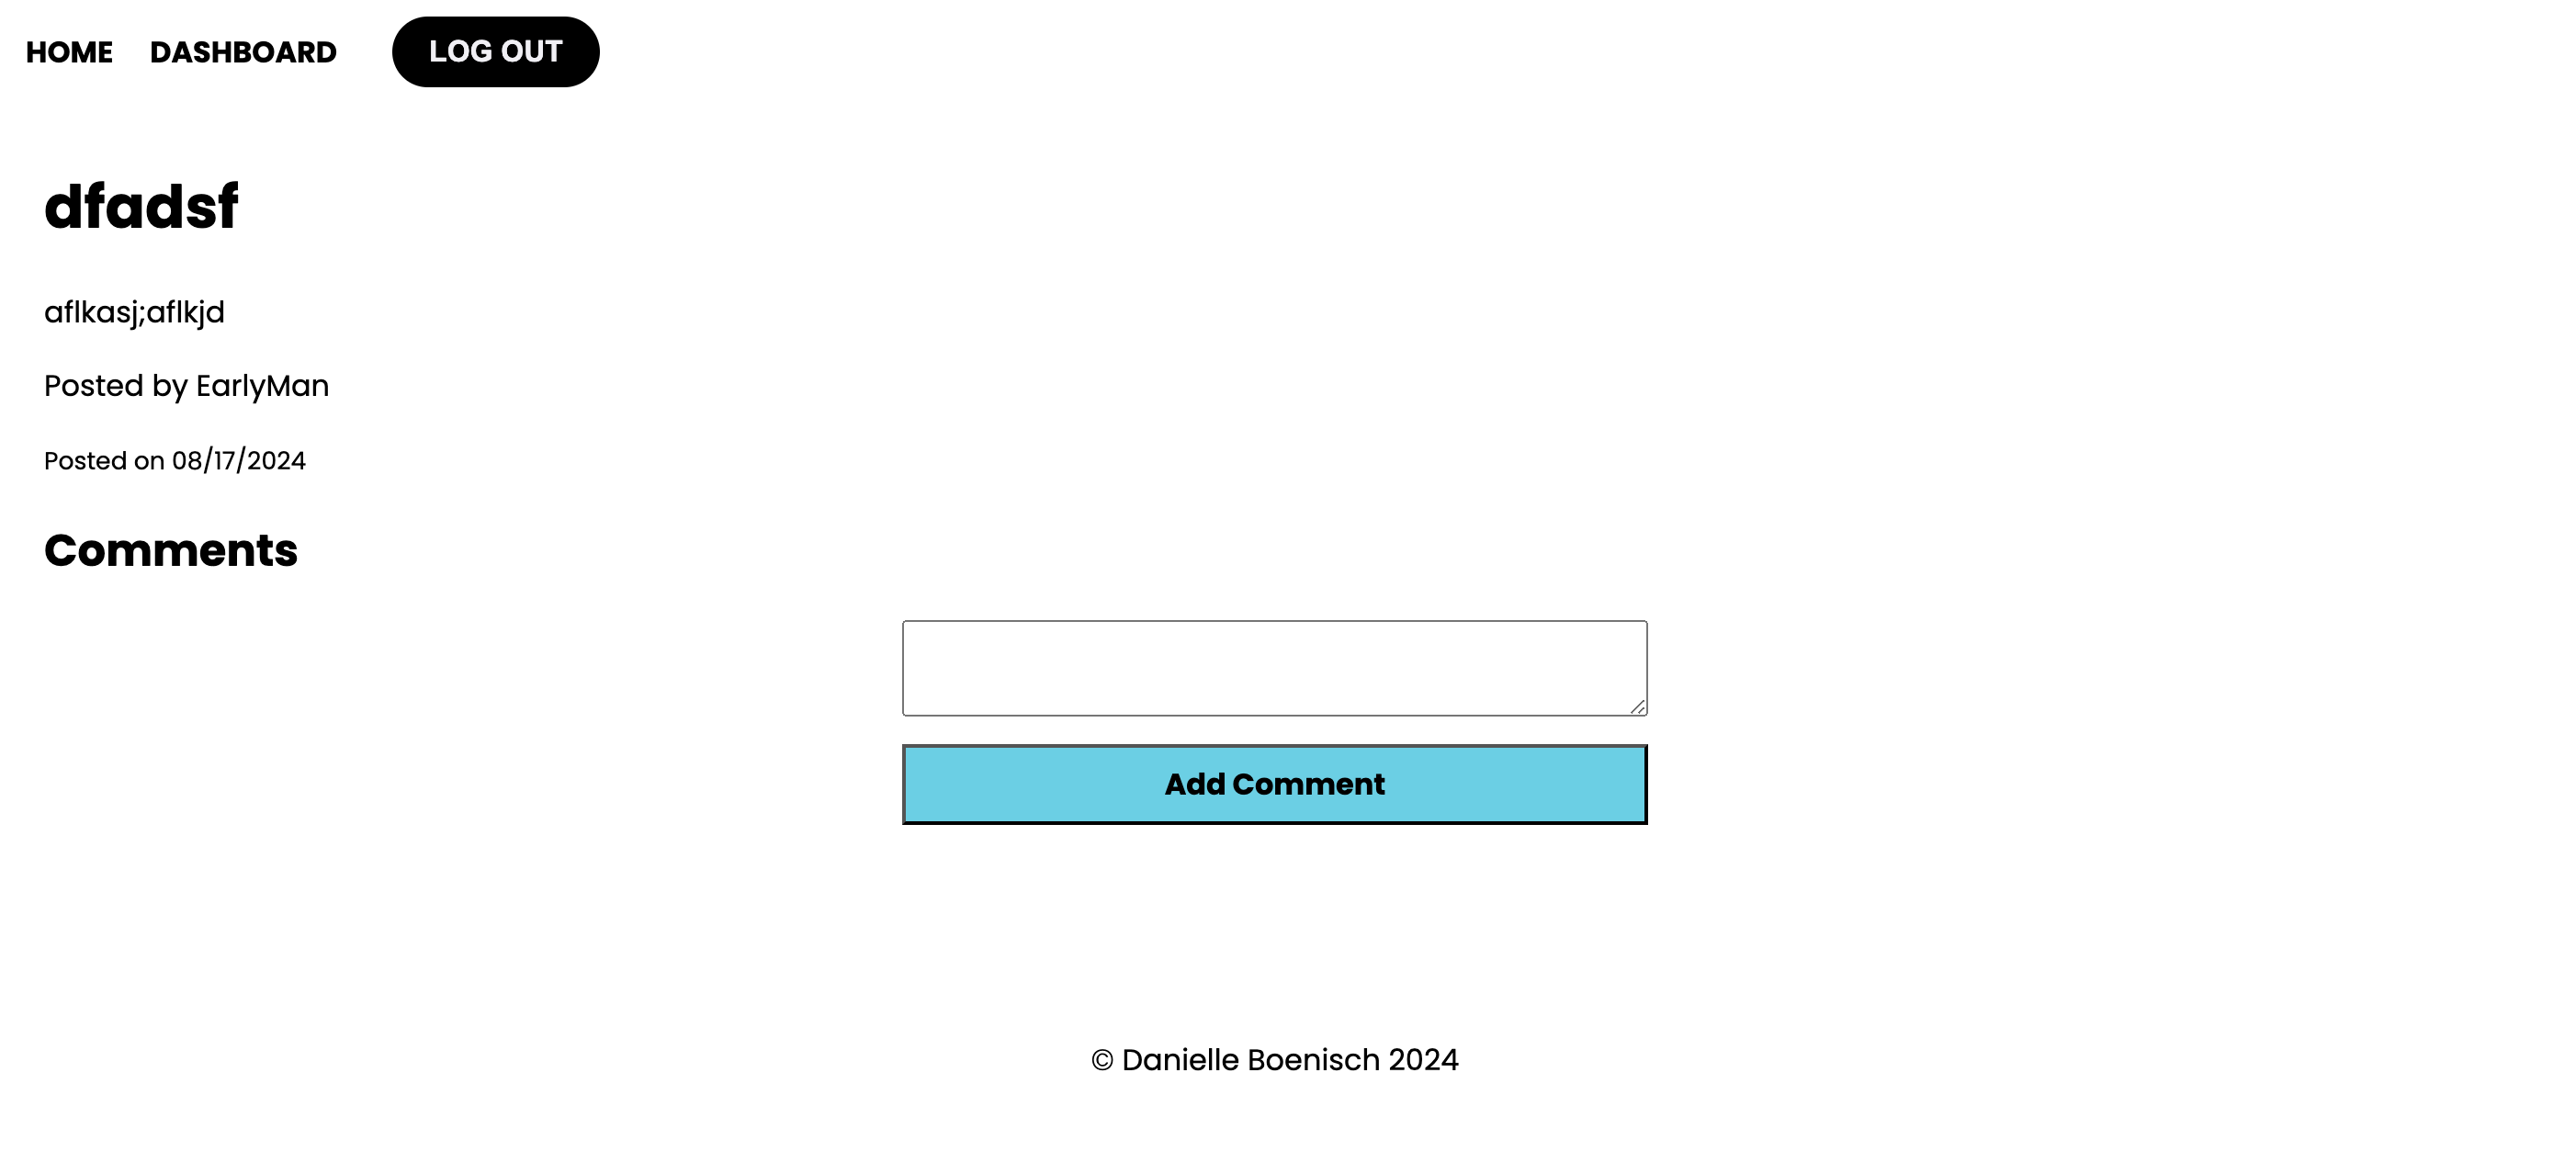 HOME DASHBOARD LOG OUT
dfadsf
aflkasj;aflkjd
Posted by EarlyMan
Posted on 08/17/2024
Comments
Add Comment
© Danielle Boenisch 2024